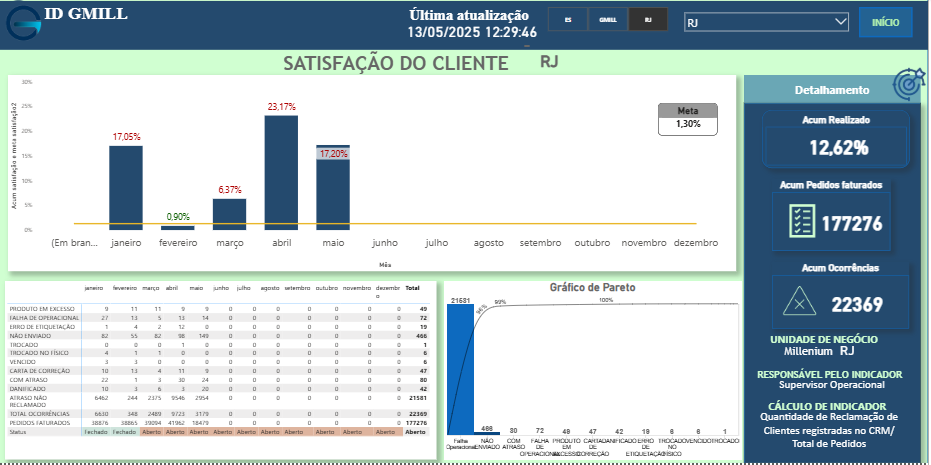 ID GMILL
Última atualização
13/05/2025 12:29:46
ES GMILL RJ
RJ
INÍCIO
SATISFAÇÃO DO CLIENTE RJ
Acum satisfação e meta satisfação2
30%
25%
20%
15%
10%
5%
0%
17,05%
0,90%
6,37%
23,17%
17,20%
Meta
1,30%
(Em bran... janeiro fevereiro março abril maio junho julho agosto setembro outubro novembro dezembro
Mês
Detalhamento
Acum Realizado
12,62%
Acum Pedidos faturados
177276
Acum Ocorrências
22369
UNIDADE DE NEGÓCIO
Millenium RJ
RESPONSÁVEL PELO INDICADOR
Supervisor Operacional
CÁLCULO DE INDICADOR
Quantidade de Reclamação de
Clientes registradas no CRM/
Total de Pedidos
janeiro fevereiro março abril maio junho julho agosto setembro outubro novembro dezembr Total
o
PRODUTO EM EXCESSO 9 11 11 9 9 0 0 0 0 0 0 0 49
FALHA DE OPERACIONAL 27 13 5 13 14 0 0 0 0 0 0 0 72
ERRO DE ETIQUETAÇÃO 1 4 2 12 0 0 0 0 0 0 0 0 19
NÃO ENVIADO 82 55 82 98 149 0 0 0 0 0 0 0 466
TROCADO 0 0 0 1 0 0 0 0 0 0 0 0 1
TROCADO NO FÍSICO 4 1 1 0 0 0 0 0 0 0 0 0 6
VENCIDO 3 3 0 0 0 0 0 0 0 0 0 0 6
CARTA DE CORREÇÃO 10 13 4 11 9 0 0 0 0 0 0 0 47
COM ATRASO 22 1 3 30 24 0 0 0 0 0 0 0 80
DANIFICADO 10 3 6 3 20 0 0 0 0 0 0 0 42
ATRASO NÃO 6462 244 2375 9546 2954 0 0 0 0 0 0 0 21581
RECLAMADO
TOTAL OCORRÊNCIAS 6630 348 2489 9723 3179 0 0 0 0 0 0 0 22369
PEDIDOS FATURADOS 38876 38865 39094 41962 18479 0 0 0 0 0 0 0 177276
Status Fechado Fechado Aberto Aberto Aberto Aberto Aberto Aberto Aberto Aberto Aberto Aberto Aberto
Gráfico de Pareto
21581
96%
99%
100%
466 80 72 49 47 42 19 6 6 1
Falha NÃO COM FALHA PRODUTO CARTA DANIFICADO ERRO TROCADO VENCIDO TROCADO
Operacional ENVIADO ATRASO DE EM DE DE NO
OPERACIONAL EXCESSO CORREÇÃO ETIQUETAÇÃO FÍSICO